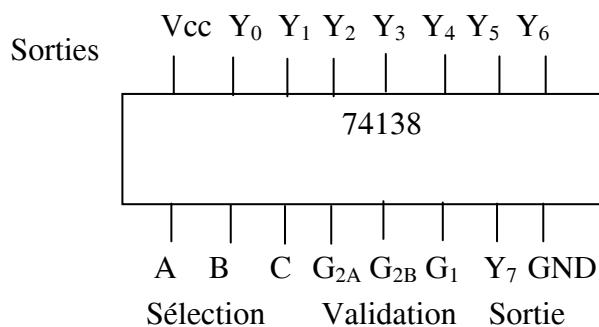 Vcc Y₀ Y₁ Y₂ Y₃ Y₄ Y₅ Y₆
Sorties
74138
A B C G₂A G₂B G₁ Y₇ GND
Sélection Validation Sortie